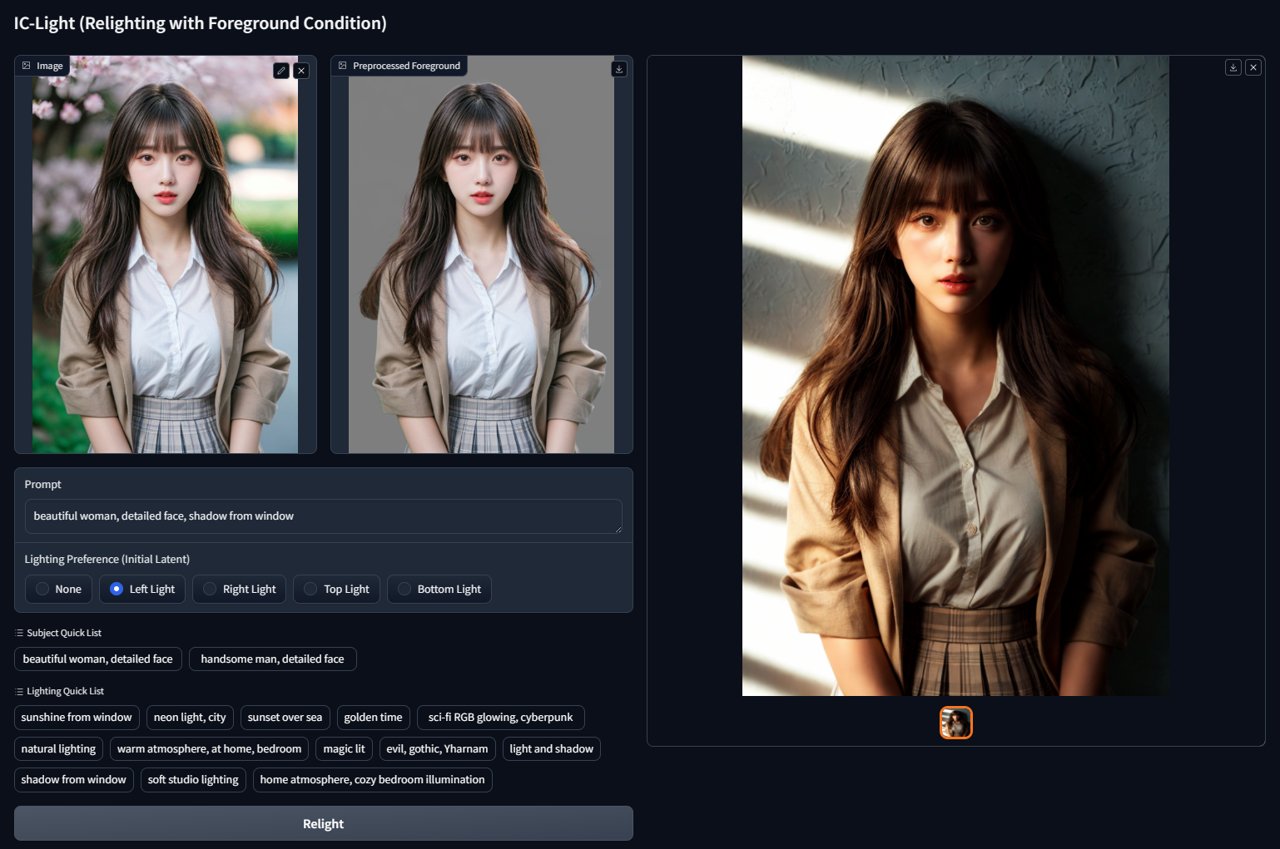 IC-Light (Relighting with Foreground Condition)
Image
Preprocessed Foreground
Prompt
beautiful woman, detailed face, shadow from window
Lighting Preference (Initial Latent)
None Left Light Right Light Top Light Bottom Light
Subject Quick List
beautiful woman, detailed face handsome man, detailed face
Lighting Quick List
sunshine from window neon light, city sunset over sea golden time sci-fi RGB glowing, cyberpunk
natural lighting warm atmosphere, at home, bedroom magic lit evil, gothic, Yharnam light and shadow
shadow from window soft studio lighting home atmosphere, cozy bedroom illumination
Relight